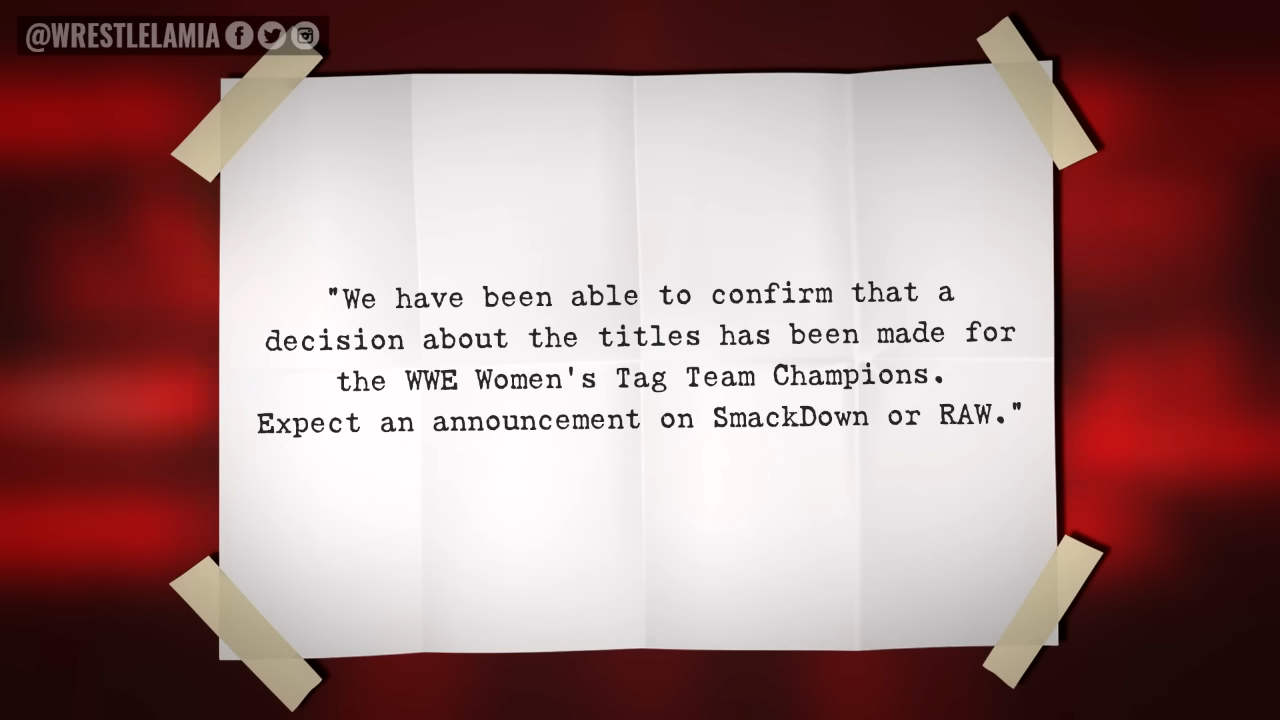 @WRESTLELAMIA
"We have been able to confirm that a
decision about the titles has been made for
the WWE Women's Tag Team Champions.
Expect an announcement on SmackDown or RAW."